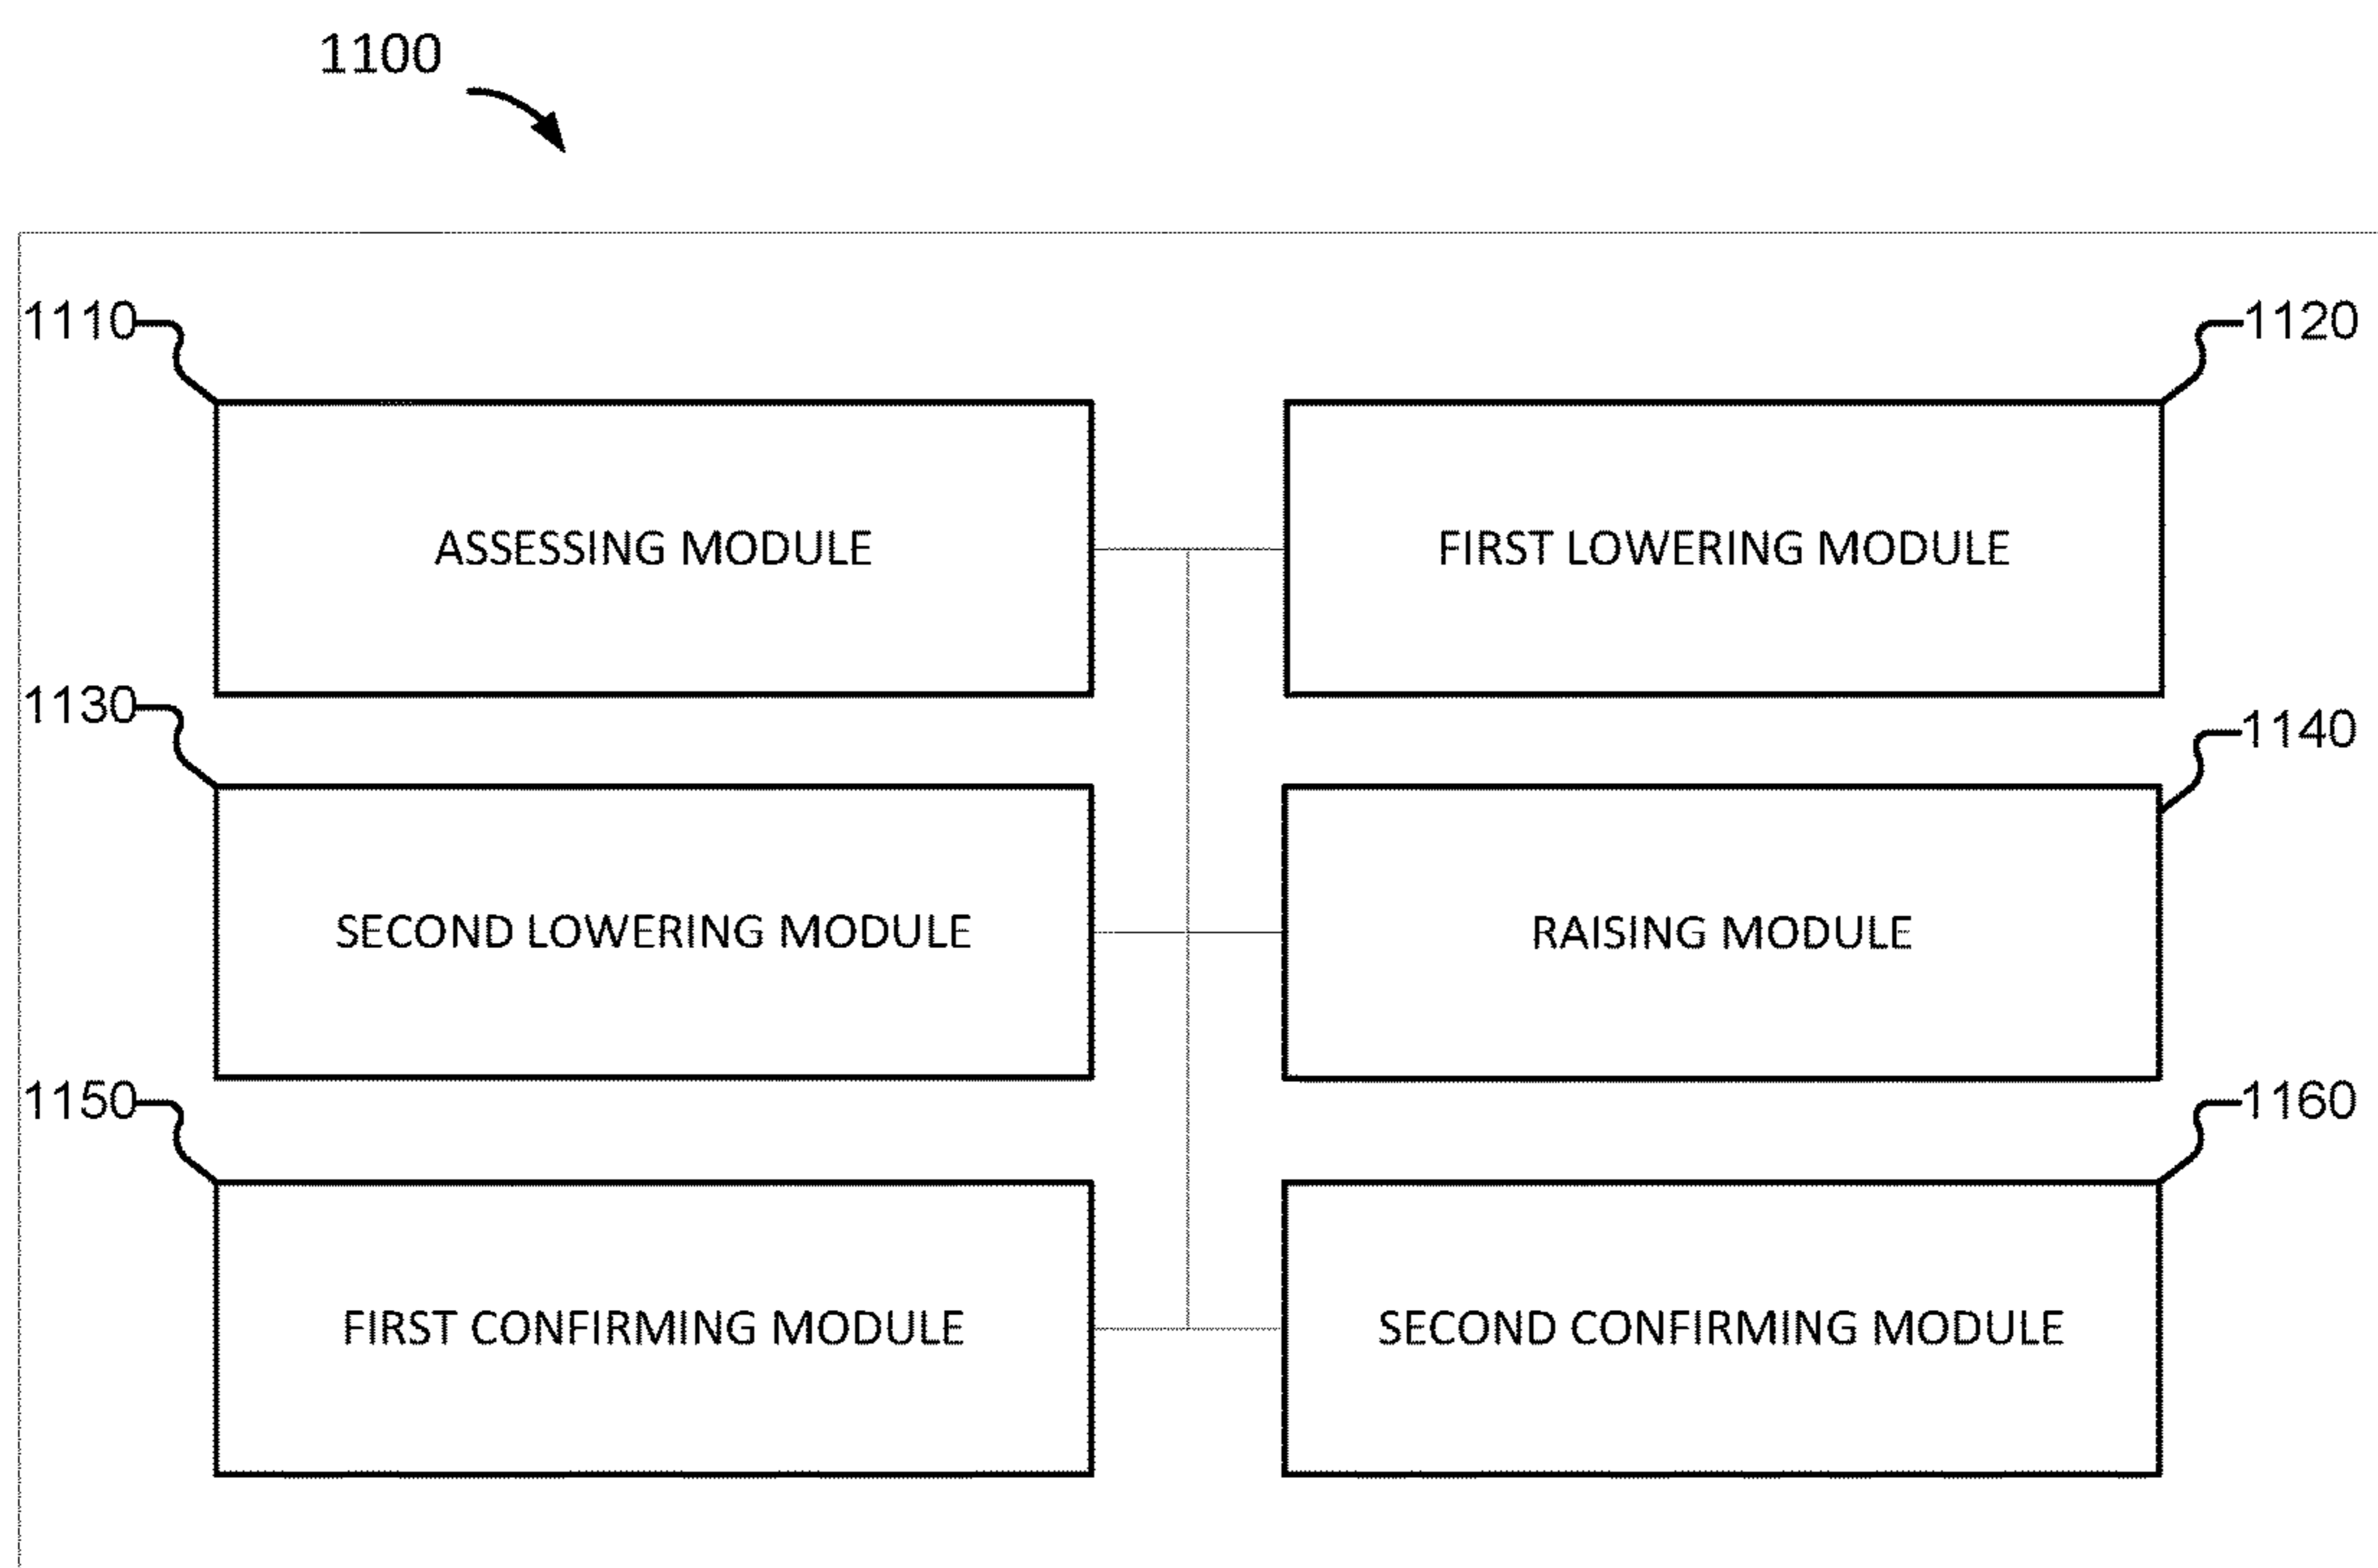 1100
1110
1120
ASSESSING MODULE
FIRST LOWERING MODULE
1130
1140
SECOND LOWERING MODULE
RAISING MODULE
1150
1160
FIRST CONFIRMING MODULE
SECOND CONFIRMING MODULE